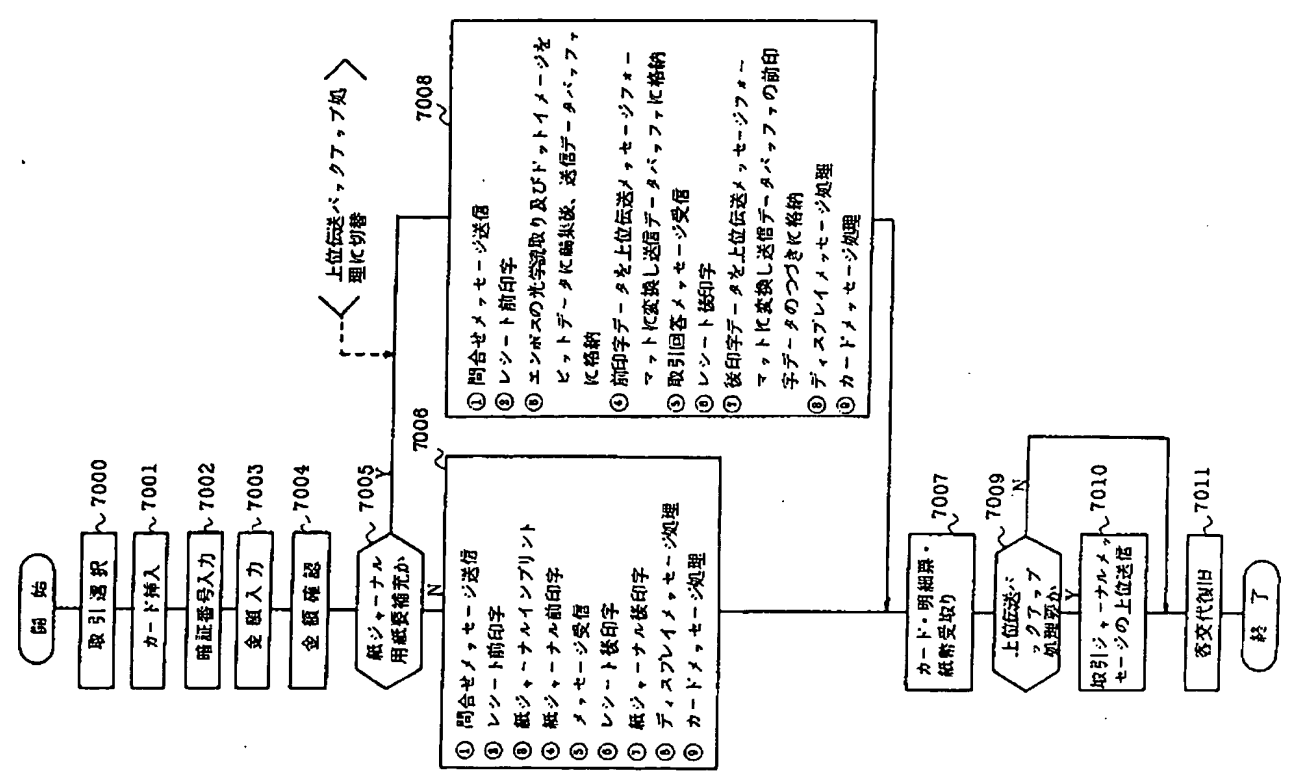 開始
取引選択
7000
カード挿入
7001
暗証番号入力
7002
金額入力
7003
金額確認
7004
紙ジャーナル
用紙要補充か
7005
Y
N
上位伝送バックアップ処
理に切替
7006
① 問合せメッセージ送信
② レシート前印字
③ 紙ジャーナルインプリント
④ 紙ジャーナル前印字
⑤ メッセージ受信
⑥ レシート後印字
⑦ 紙ジャーナル後印字
⑧ ディスプレイメッセージ処理
⑨ カードメッセージ処理
7008
① 問合せメッセージ送信
② レシート前印字
③ エンボスの光学読取り及びドットイメージを
ビットデータに編集後、送信データバッファ
に格納
④ 前印字データを上位伝送メッセージフォー
マットに変換し送信データバッファに格納
⑤ 取引回答メッセージ受信
⑥ レシート後印字
⑦ 後印字データを上位伝送メッセージフォー
マットに変換し送信データバッファの前印
字データのつづきに格納
⑧ ディスプレイメッセージ処理
⑨ カードメッセージ処理
カード・明細票・
紙幣受取り
7007
上位伝送バ
ックアップ
処理要か
7009
N
Y
取引ジャーナルメッ
セージの上位送信
7010
客交代復旧
7011
終了